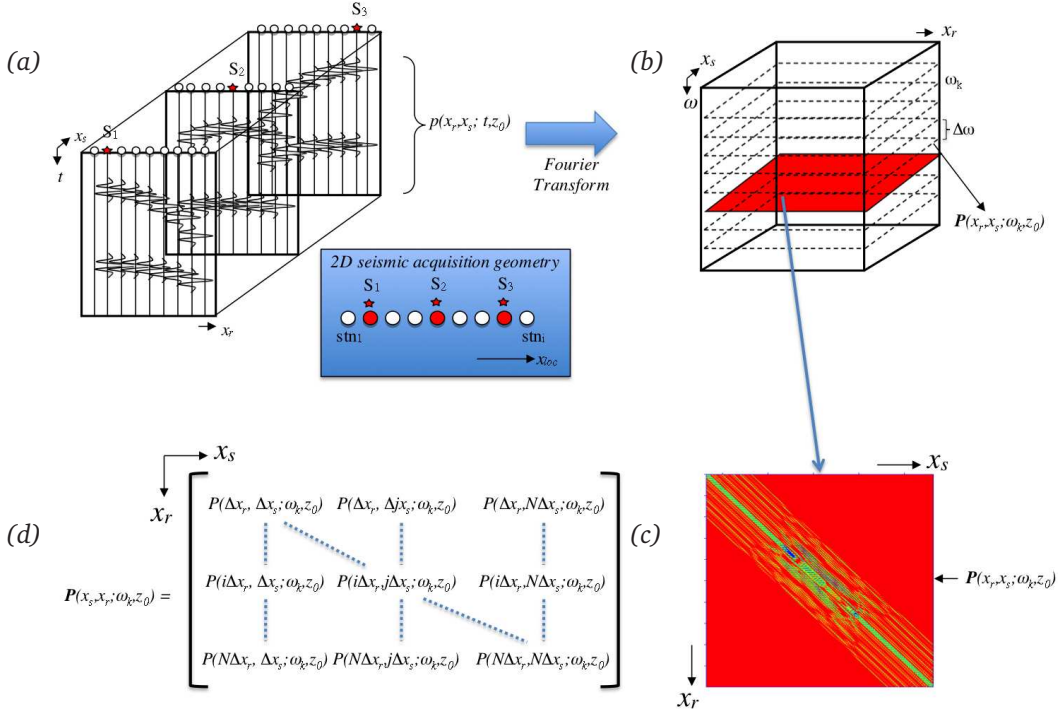 (a)
S1
S2
S3
xs
t
xr
p(xr,xs; t,z0)
Fourier
Transform
(b)
xr
xs
ω
ωk
Δω
P(xr,xs;ωk,z0)
2D seismic acquisition geometry
S1 S2 S3
stn1 stni
xloc
(d)
xs
xr
P(xs,xr;ωk,z0) =
P(Δxr, Δxs;ωk,z0) P(Δxr, Δjxs;ωk,z0) P(Δxr,NΔxs;ωk,z0)
P(iΔxr, Δxs;ωk,z0) P(iΔxr,jΔxs;ωk,z0) P(iΔxr,NΔxs;ωk,z0)
P(NΔxr, Δxs;ωk,z0) P(NΔxr,jΔxs;ωk,z0) P(NΔxr,NΔxs;ωk,z0)
(c)
xs
P(xr,xs;ωk,z0)
xr